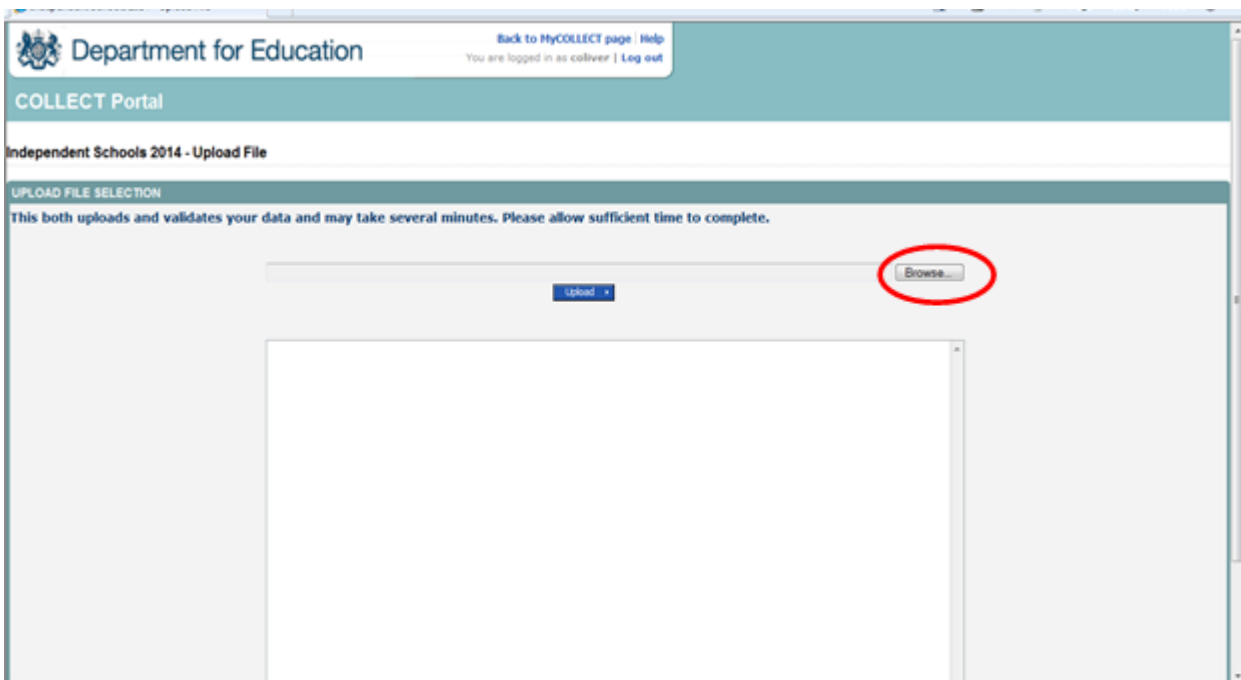 Department for Education
Back to MyCOLLECT page | Help
You are logged in as coliver | Log out
COLLECT Portal
Independent Schools 2014 - Upload File
UPLOAD FILE SELECTION
This both uploads and validates your data and may take several minutes. Please allow sufficient time to complete.
Browse...
Upload